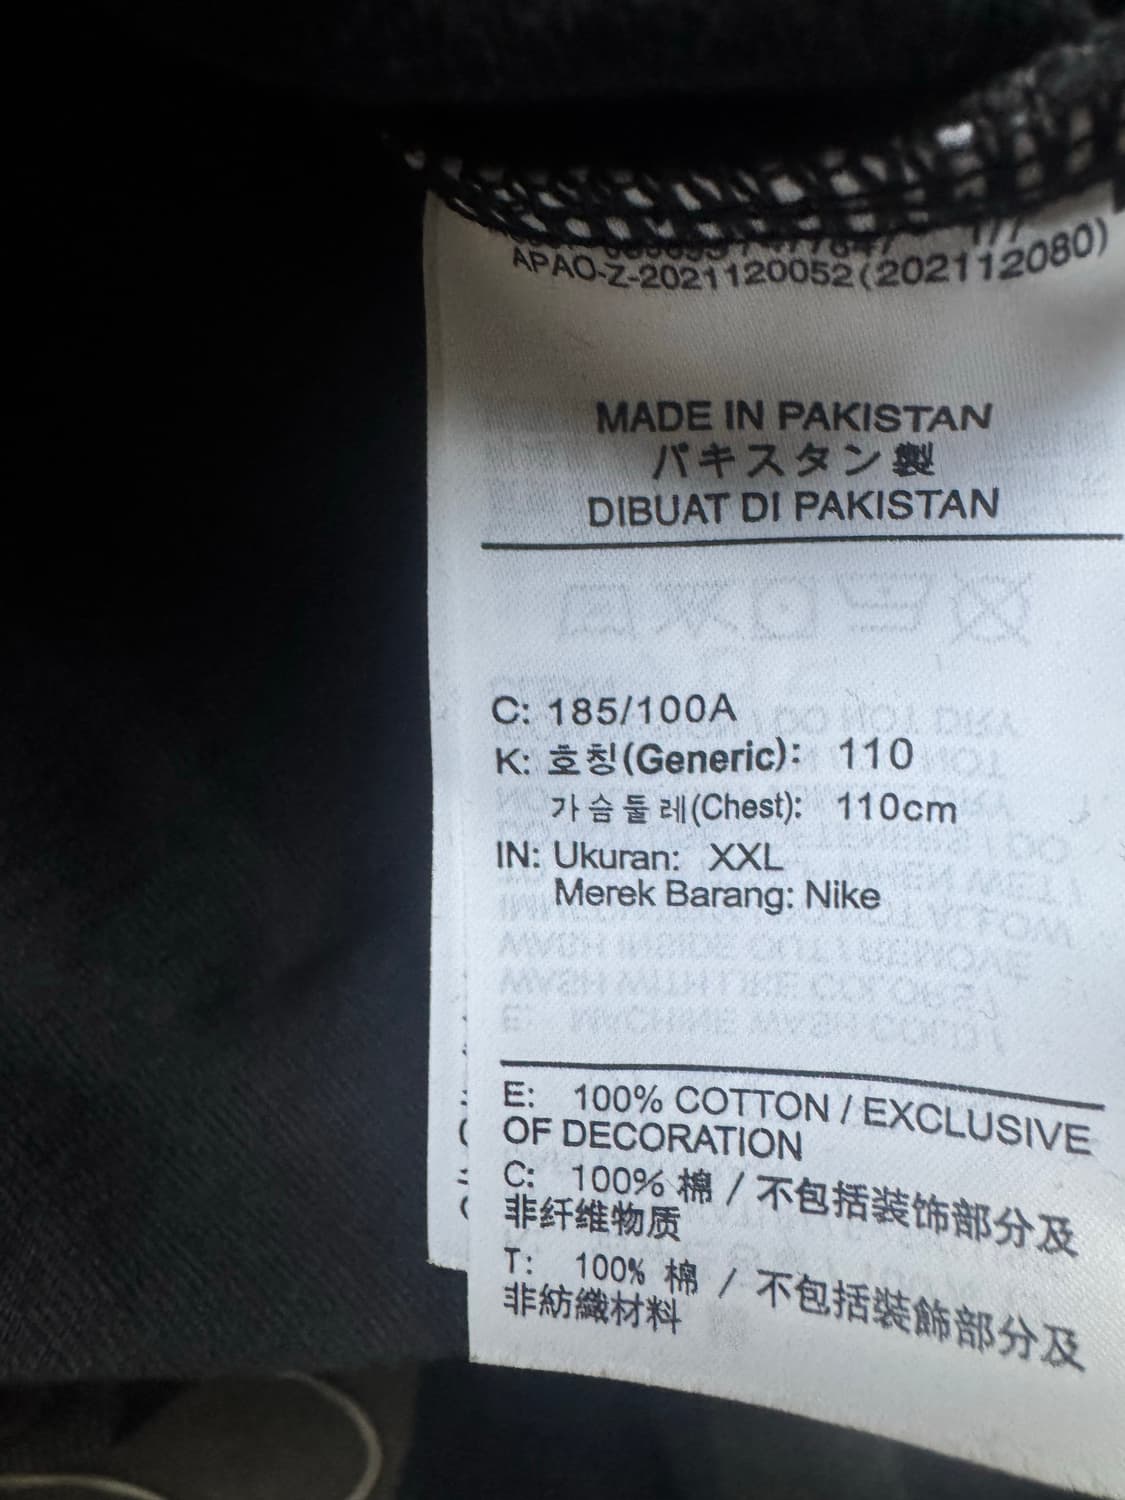 APAO-Z-2021120052(202112080)
MADE IN PAKISTAN
パキスタン製
DIBUAT DI PAKISTAN
C: 185/100A
K: 호칭(Generic): 110
가슴둘레(Chest): 110cm
IN: Ukuran: XXL
Merek Barang: Nike
E: 100% COTTON / EXCLUSIVE
OF DECORATION
C: 100% 棉 / 不包括装饰部分及
非纤维物质
T: 100% 棉 / 不包括裝飾部分及
非紡織材料